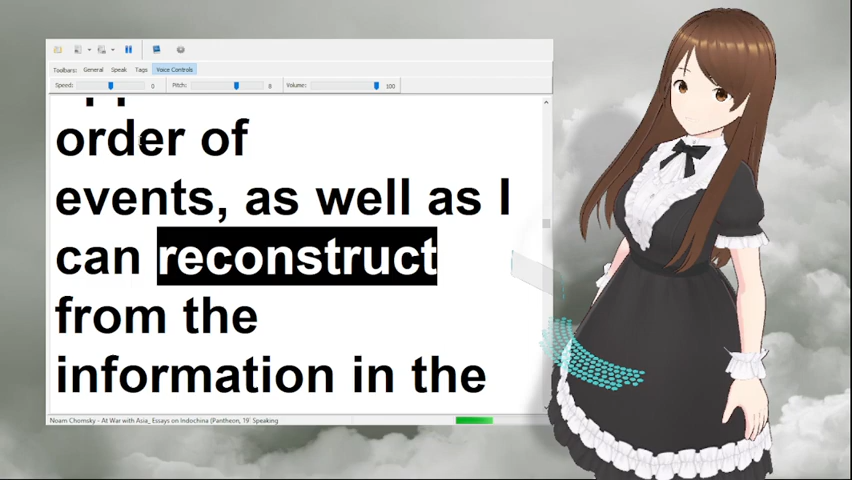 Toolbars: General Speak Tags Voice Controls
Speed: 0 Pitch: 8 Volume: 100
order of
events, as well as I
can reconstruct
from the
information in the
Noam Chomsky - At War with Asia_ Essays on Indochina (Pantheon, 19 Speaking